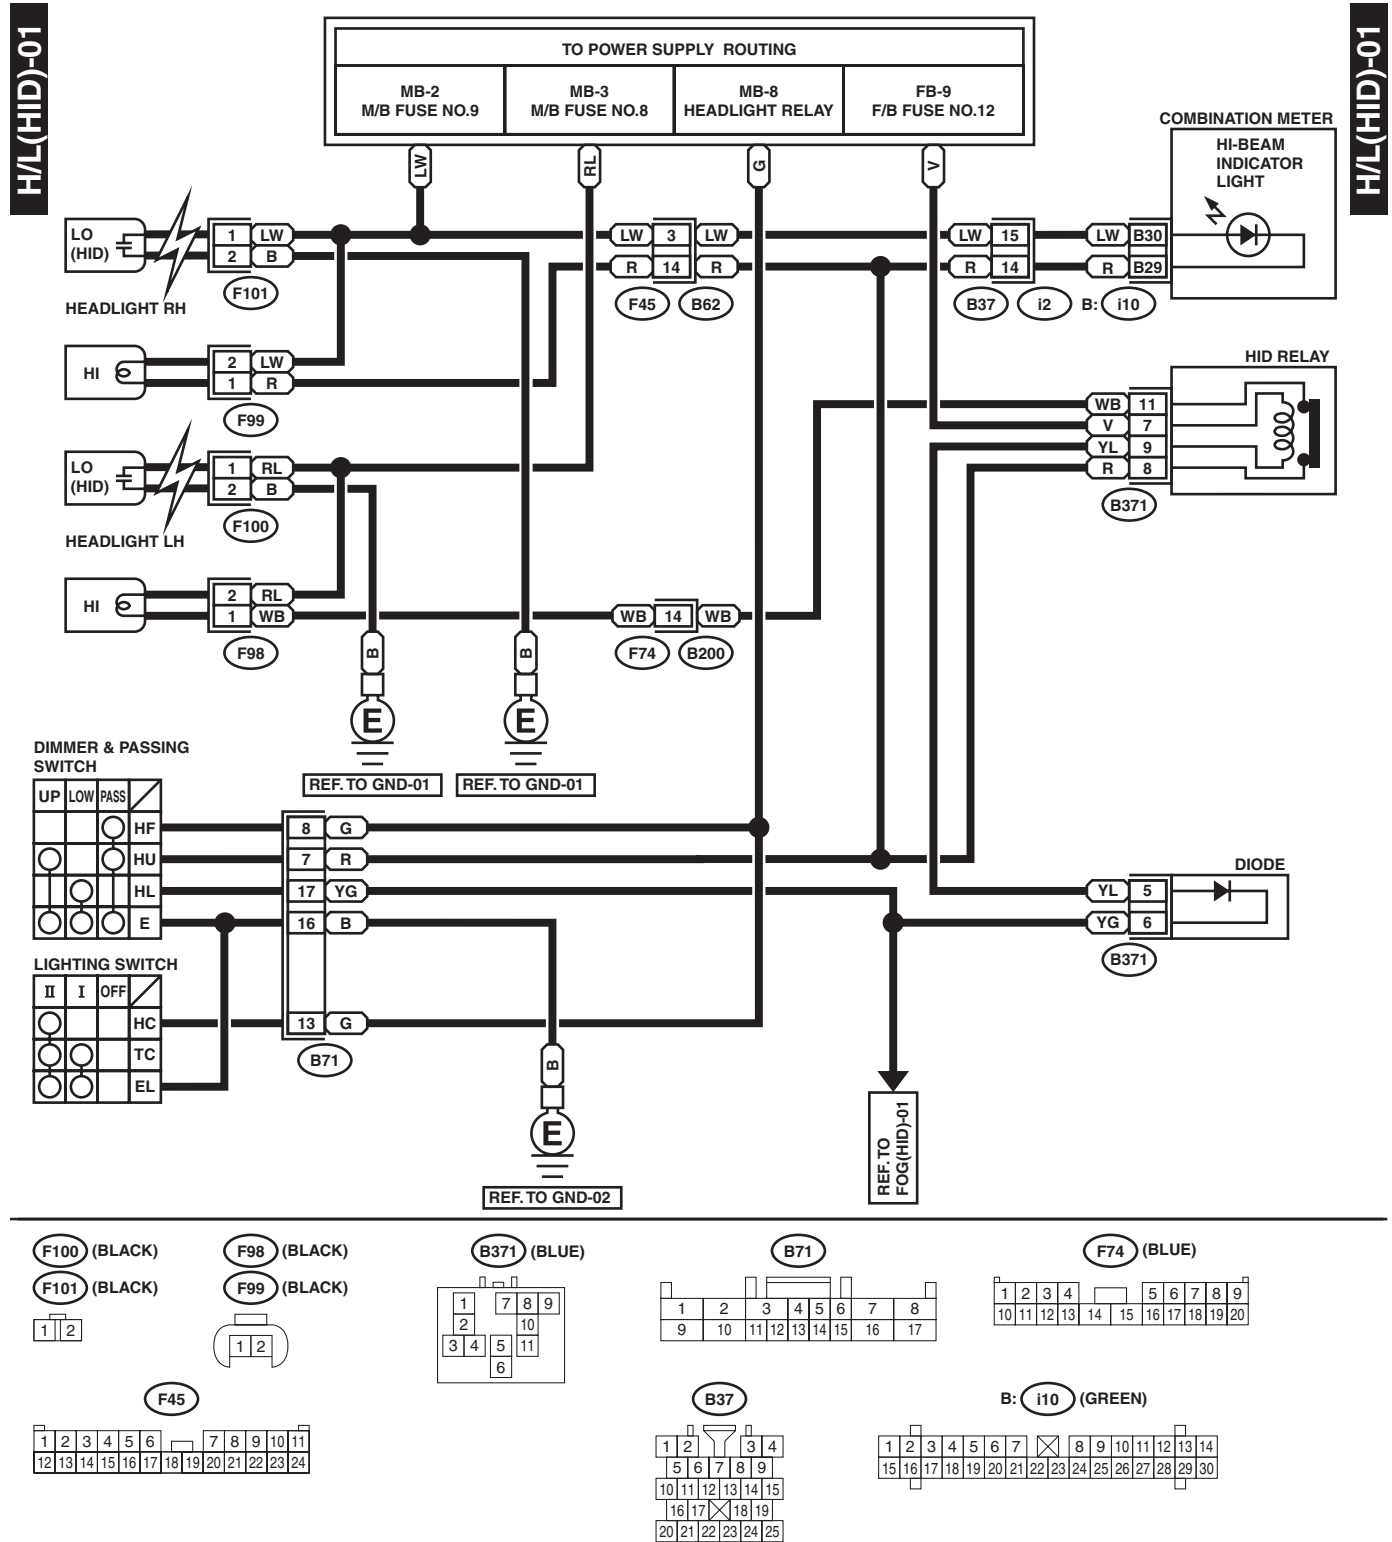 H/L(HID)-01
H/L(HID)-01
TO POWER SUPPLY ROUTING
MB-2
M/B FUSE NO.9
MB-3
M/B FUSE NO.8
MB-8
HEADLIGHT RELAY
FB-9
F/B FUSE NO.12
LW
RL
G
V
COMBINATION METER
HI-BEAM
INDICATOR
LIGHT
LO
(HID)
1 LW
2 B
F101
HEADLIGHT RH
LW 3 LW
R 14 R
F45 B62
LW 15
R 14
B37 i2
LW B30
R B29
B: i10
HI
2 LW
1 R
F99
HID RELAY
WB 11
V 7
YL 9
R 8
B371
LO
(HID)
1 RL
2 B
F100
HEADLIGHT LH
HI
2 RL
1 WB
F98
WB 14 WB
F74 B200
B
B
E
E
REF. TO GND-01
REF. TO GND-01
DIMMER & PASSING
SWITCH
UP LOW PASS
HF
HU
HL
E
8 G
7 R
17 YG
16 B
LIGHTING SWITCH
II I OFF
HC
TC
EL
13 G
B71
B
E
REF. TO GND-02
DIODE
YL 5
YG 6
B371
REF. TO
FOG(HID)-01
F100 (BLACK)
F101 (BLACK)
1 2
F98 (BLACK)
F99 (BLACK)
1 2
B371 (BLUE)
1 7 8 9
2 10
3 4 5 11
6
B71
1 2 3 4 5 6 7 8
9 10 11 12 13 14 15 16 17
F74 (BLUE)
1 2 3 4 5 6 7 8 9
10 11 12 13 14 15 16 17 18 19 20
F45
1 2 3 4 5 6 7 8 9 10 11
12 13 14 15 16 17 18 19 20 21 22 23 24
B37
1 2 3 4
5 6 7 8 9
10 11 12 13 14 15
16 17 18 19
20 21 22 23 24 25
B: i10 (GREEN)
1 2 3 4 5 6 7 8 9 10 11 12 13 14
15 16 17 18 19 20 21 22 23 24 25 26 27 28 29 30